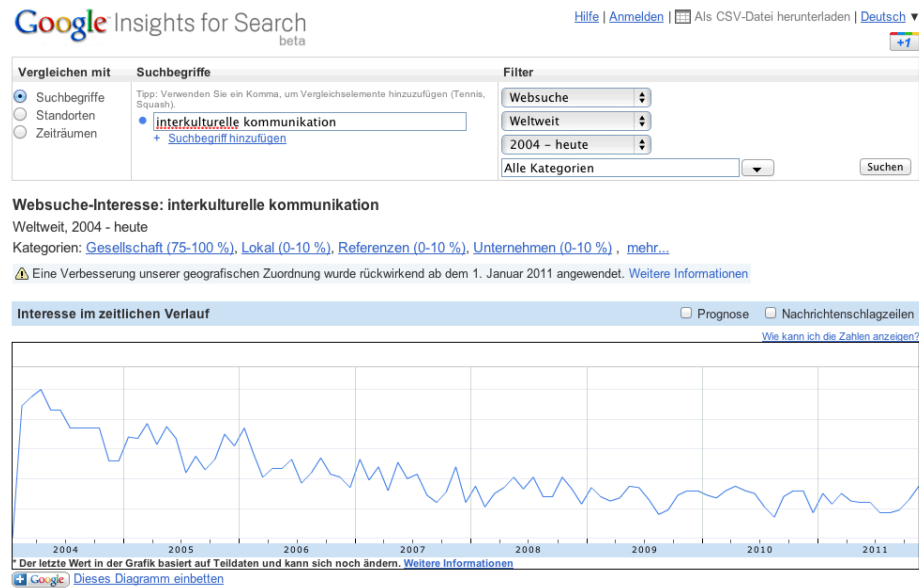 Google Insights for Search
beta
Hilfe | Anmelden | Als CSV-Datei herunterladen | Deutsch ▼
+1
Vergleichen mit
Suchbegriffe
Standorten
Zeiträumen
Suchbegriffe
Tipp: Verwenden Sie ein Komma, um Vergleichselemente hinzuzufügen (Tennis,
Squash).
interkulturelle kommunikation
+ Suchbegriff hinzufügen
Filter
Websuche
Weltweit
2004 – heute
Alle Kategorien
Suchen
Websuche-Interesse: interkulturelle kommunikation
Weltweit, 2004 - heute
Kategorien: Gesellschaft (75-100 %), Lokal (0-10 %), Referenzen (0-10 %), Unternehmen (0-10 %) , mehr...
Eine Verbesserung unserer geografischen Zuordnung wurde rückwirkend ab dem 1. Januar 2011 angewendet. Weitere Informationen
Interesse im zeitlichen Verlauf
Prognose Nachrichtenschlagzeilen
Wie kann ich die Zahlen anzeigen?
2004 2005 2006 2007 2008 2009 2010 2011
* Der letzte Wert in der Grafik basiert auf Teildaten und kann sich noch ändern. Weitere Informationen
+ Google Dieses Diagramm einbetten